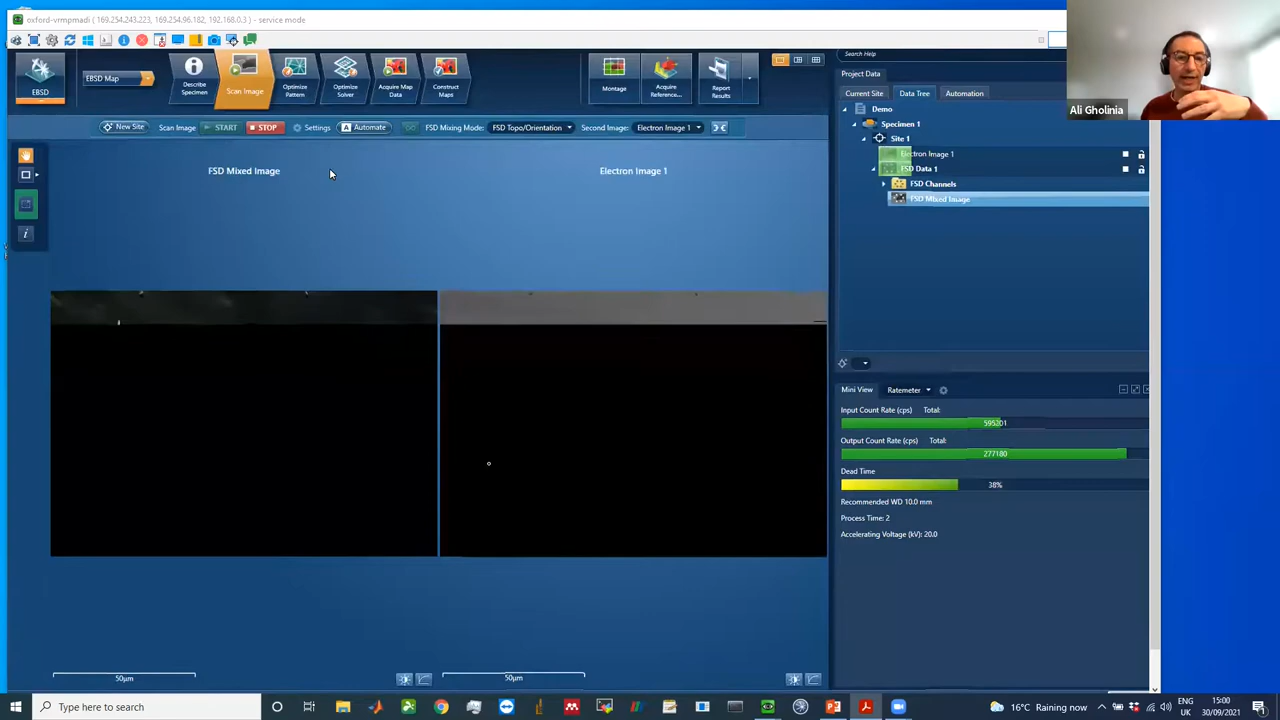 oxford-vrmpmadi ( 169.254.243.223, 169.254.96.182, 192.168.0.3 ) - service mode
EBSD
EBSD Map
Describe Specimen
Scan Image
Optimize Pattern
Optimize Solver
Acquire Map Data
Construct Maps
Montage
Acquire Reference...
Report Results
Search Help
Project Data
Current Site
Data Tree
Automation
New Site
Scan Image
START
STOP
Settings
Automate
FSD Mixing Mode:
FSD Topo/Orientation
Second Image:
Electron Image 1
Demo
Specimen 1
Site 1
Electron Image 1
FSD Data 1
FSD Channels
FSD Mixed Image
Ali Gholinia
FSD Mixed Image
Electron Image 1
50µm
50µm
Mini View
Ratemeter
Input Count Rate (cps)
Total:
595201
Output Count Rate (cps)
Total:
277180
Dead Time
38%
Recommended WD 10.0 mm
Process Time: 2
Accelerating Voltage (kV): 20.0
Type here to search
16°C Raining now
ENG
UK
15:00
30/09/2021